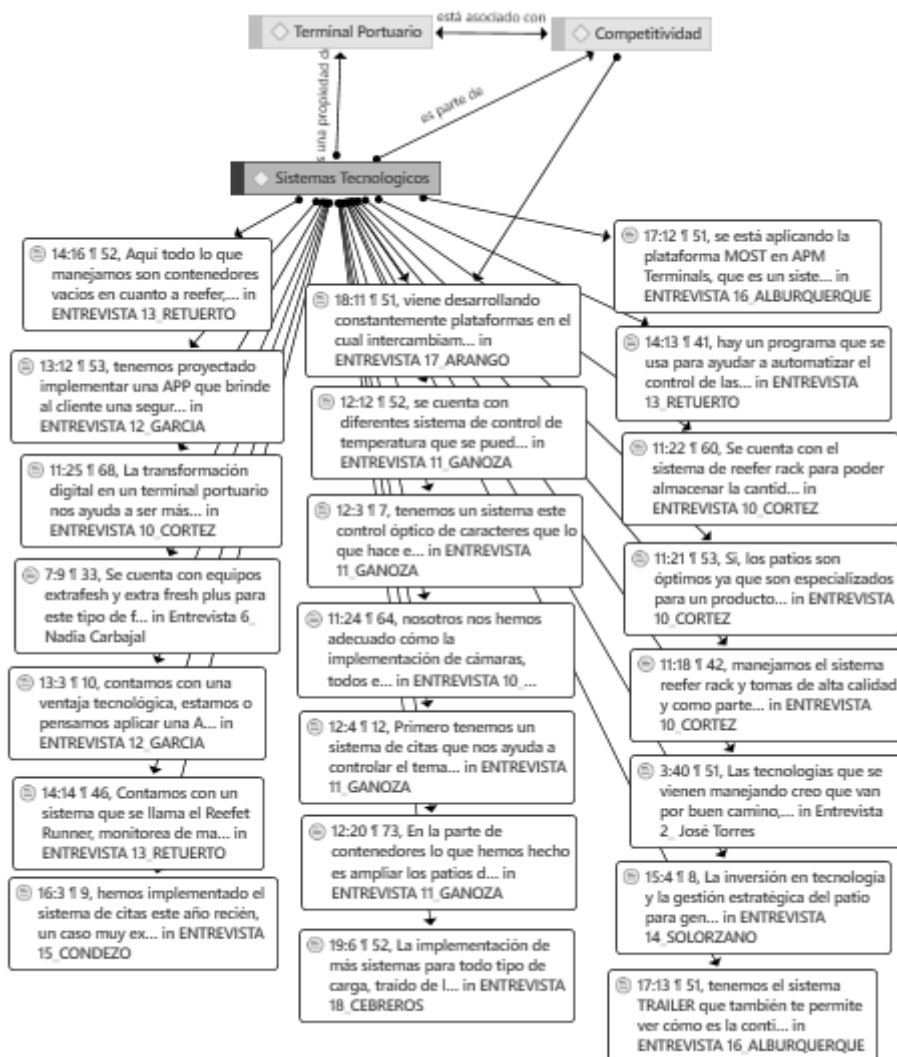 está asociado con
Terminal Portuario
Competitividad
s una propiedad d
es parte de
Sistemas Tecnologicos
14:16 ¶ 52, Aquí todo lo que
manejamos son contenedores
vacios en cuanto a reefer,... in
ENTREVISTA 13_RETUERTO
13:12 ¶ 53, tenemos proyectado
implementar una APP que brinde
al cliente una segur... in
ENTREVISTA 12_GARCIA
11:25 ¶ 68, La transformación
digital en un terminal portuario
nos ayuda a ser más... in
ENTREVISTA 10_CORTEZ
7:9 ¶ 33, Se cuenta con equipos
extrafesh y extra fresh plus para
este tipo de f... in Entrevista 6_
Nadia Carbajal
13:3 ¶ 10, contamos con una
ventaja tecnológica, estamos o
pensamos aplicar una A... in
ENTREVISTA 12_GARCIA
14:14 ¶ 46, Contamos con un
sistema que se llama el Reefet
Runner, monitorea de ma... in
ENTREVISTA 13_RETUERTO
16:3 ¶ 9, hemos implementado el
sistema de citas este año recién,
un caso muy ex... in ENTREVISTA
15_CONDEZO
18:11 ¶ 51, viene desarrollando
constantemente plataformas en el
cual intercambiam... in
ENTREVISTA 17_ARANGO
12:12 ¶ 52, se cuenta con
diferentes sistema de control de
temperatura que se pued... in
ENTREVISTA 11_GANOZA
12:3 ¶ 7, tenemos un sistema este
control óptico de caracteres que lo
que hace e... in ENTREVISTA
11_GANOZA
11:24 ¶ 64, nosotros nos hemos
adecuado cómo la
implementación de cámaras,
todos e... in ENTREVISTA 10_...
12:4 ¶ 12, Primero tenemos un
sistema de citas que nos ayuda a
controlar el tema... in ENTREVISTA
11_GANOZA
12:20 ¶ 73, En la parte de
contenedores lo que hemos hecho
es ampliar los patios d... in
ENTREVISTA 11_GANOZA
19:6 ¶ 52, La implementación de
más sistemas para todo tipo de
carga, traído de l... in ENTREVISTA
18_CEBREROS
17:12 ¶ 51, se está aplicando la
plataforma MOST en APM
Terminals, que es un siste... in
ENTREVISTA 16_ALBURQUERQUE
14:13 ¶ 41, hay un programa que se
usa para ayudar a automatizar el
control de las... in ENTREVISTA
13_RETUERTO
11:22 ¶ 60, Se cuenta con el
sistema de reefer rack para poder
almacenar la cantid... in
ENTREVISTA 10_CORTEZ
11:21 ¶ 53, Si, los patios son
óptimos ya que son especializados
para un producto... in ENTREVISTA
10_CORTEZ
11:18 ¶ 42, manejamos el sistema
reefer rack y tomas de alta calidad
y como parte... in ENTREVISTA
10_CORTEZ
3:40 ¶ 51, Las tecnologías que se
vienen manejando creo que van
por buen camino,... in Entrevista
2_ José Torres
15:4 ¶ 8, La inversión en tecnología
y la gestión estratégica del patio
para gen... in ENTREVISTA
14_SOLORZANO
17:13 ¶ 51, tenemos el sistema
TRAILER que también te permite
ver cómo es la conti... in
ENTREVISTA 16_ALBURQUERQUE